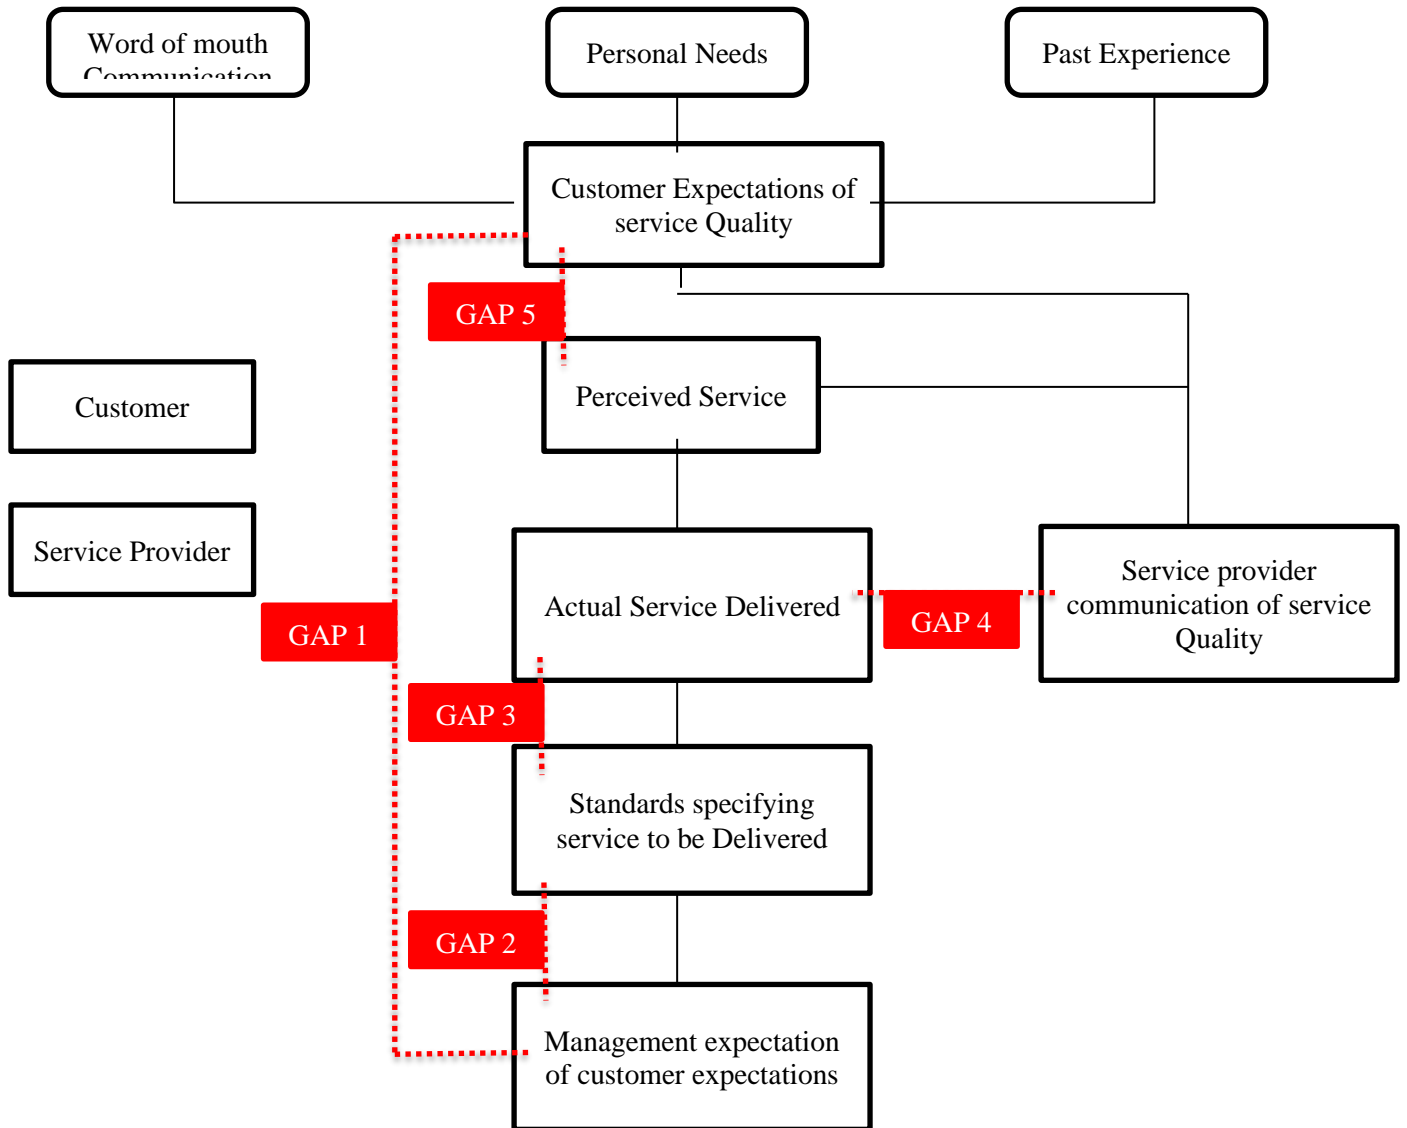 Word of mouth
Communication
Personal Needs
Past Experience
Customer Expectations of
service Quality
GAP 5
Perceived Service
Customer
Service Provider
GAP 1
Actual Service Delivered
GAP 4
Service provider
communication of service
Quality
GAP 3
Standards specifying
service to be Delivered
GAP 2
Management expectation
of customer expectations